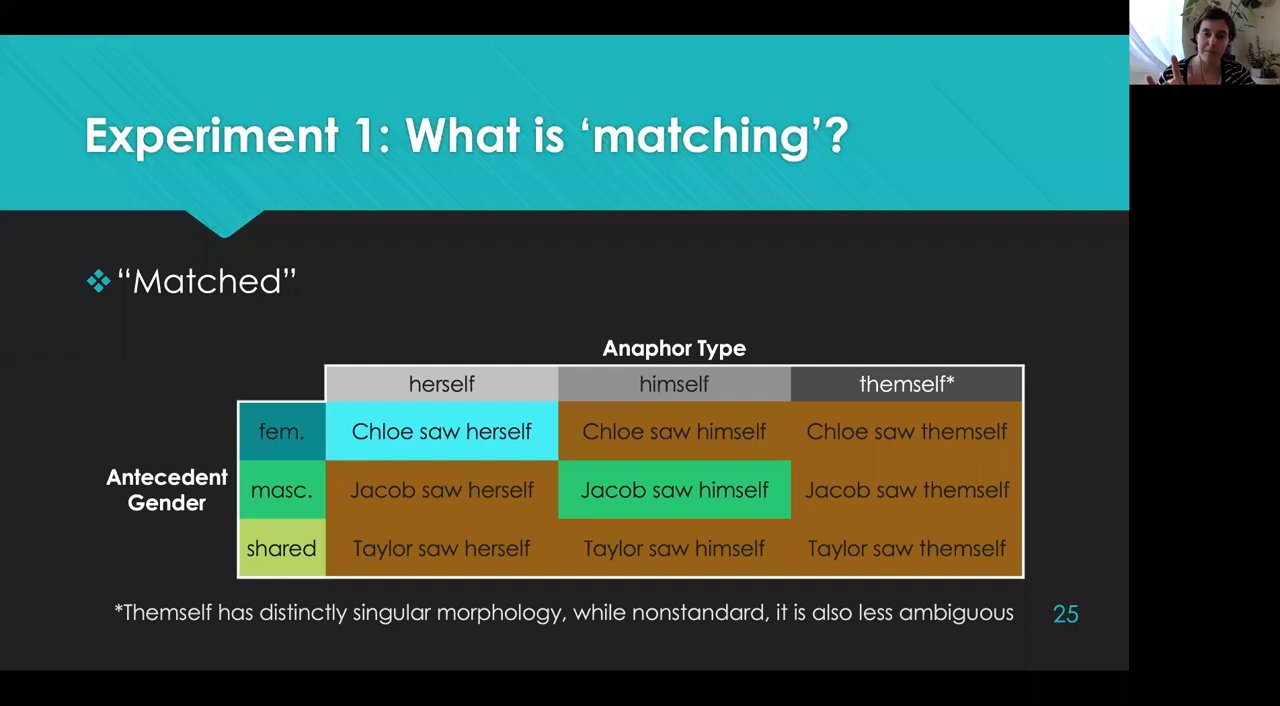 Experiment 1: What is ‘matching’?
“Matched”
Anaphor Type
herself himself themself*
fem. Chloe saw herself Chloe saw himself Chloe saw themself
Antecedent Gender
masc. Jacob saw herself Jacob saw himself Jacob saw themself
shared Taylor saw herself Taylor saw himself Taylor saw themself
*Themself has distinctly singular morphology, while nonstandard, it is also less ambiguous
25